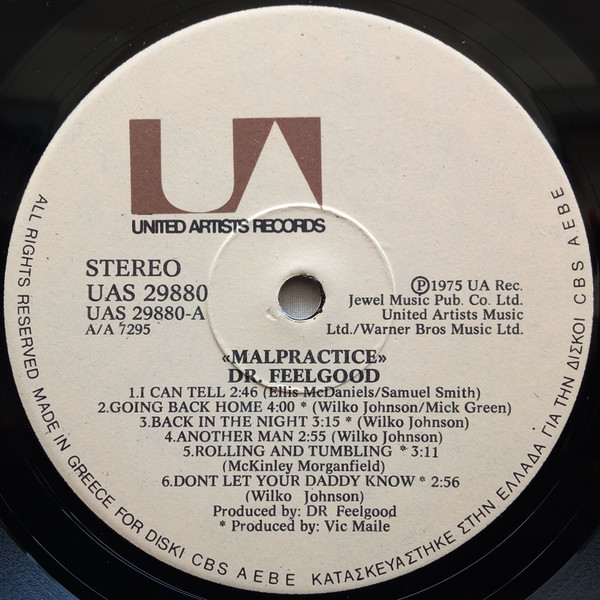 UA
UNITED ARTISTS RECORDS
STEREO
UAS 29880
UAS 29880-A
A/A 7295
Ⓟ1975 UA Rec.
Jewel Music Pub. Co. Ltd.
United Artists Music
Ltd./Warner Bros Music Ltd.
«MALPRACTICE»
DR. FEELGOOD
1.I CAN TELL 2:46 (Ellis McDaniels/Samuel Smith)
2.GOING BACK HOME 4:00 * (Wilko Johnson/Mick Green)
3.BACK IN THE NIGHT 3:15 * (Wilko Johnson)
4.ANOTHER MAN 2:55 (Wilko Johnson)
5.ROLLING AND TUMBLING * 3:11
(McKinley Morganfield)
6.DONT LET YOUR DADDY KNOW * 2:56
(Wilko Johnson)
Produced by: DR Feelgood
* Produced by: Vic Maile
ALL RIGHTS RESERVED MADE IN GREECE FOR DISKI CBS AEBE ΚΑΤΑΣΚΕΥΑΣΤΗΚΕ ΣΤΗΝ ΕΛΛΑΔΑ ΓΙΑ ΤΗΝ ΔΙΣΚΟΙ CBS AEBE